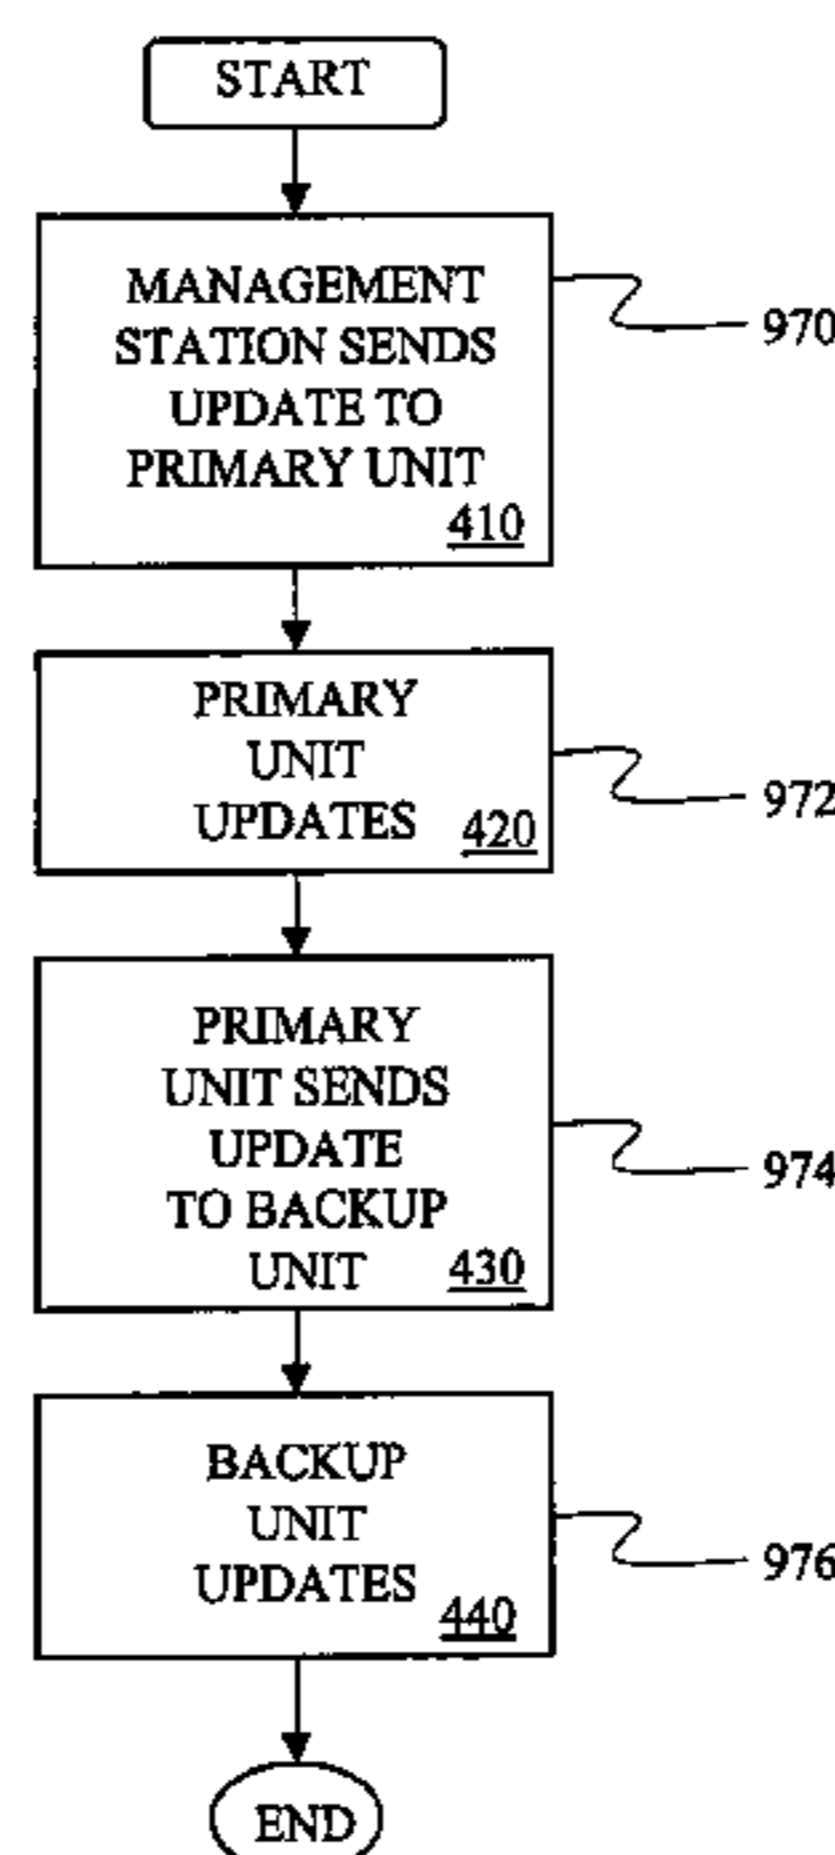 START
MANAGEMENT
STATION SENDS
UPDATE TO
PRIMARY UNIT
410
970
PRIMARY
UNIT
UPDATES
420
972
PRIMARY
UNIT SENDS
UPDATE
TO BACKUP
UNIT
430
974
BACKUP
UNIT
UPDATES
440
976
END